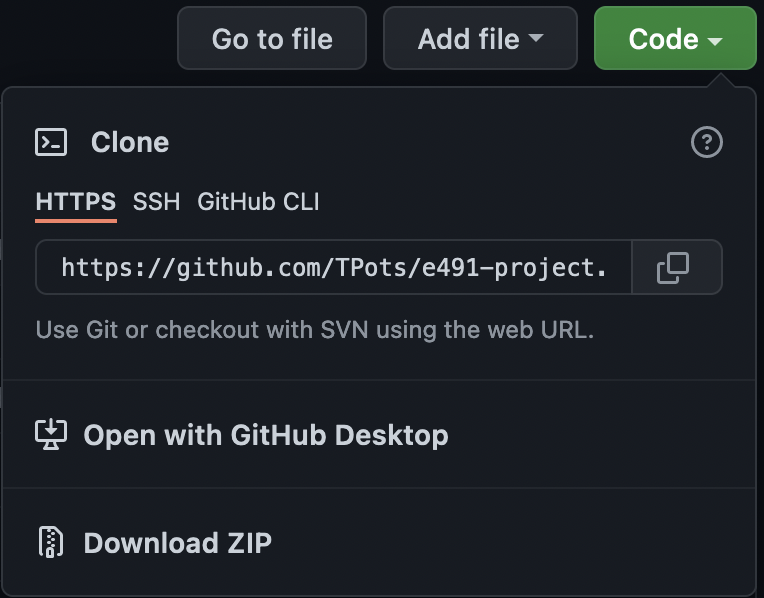 Go to file Add file Code
Clone
HTTPS SSH GitHub CLI
https://github.com/TPots/e491-project.
Use Git or checkout with SVN using the web URL.
Open with GitHub Desktop
Download ZIP